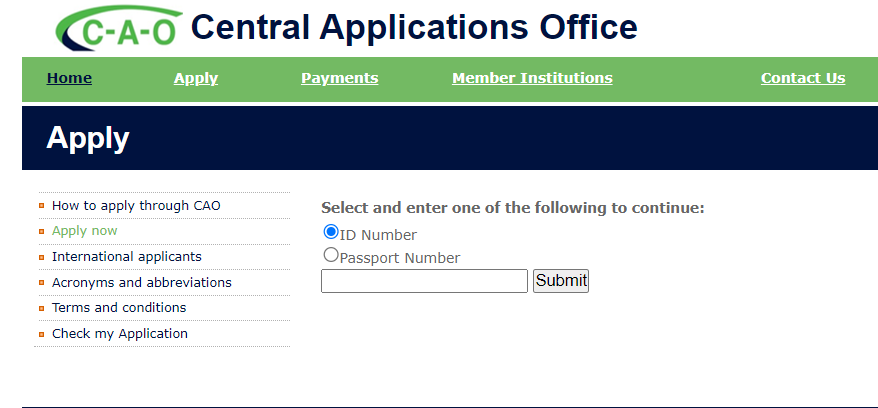 C-A-O Central Applications Office
Home Apply Payments Member Institutions Contact Us
Apply
How to apply through CAO
Apply now
International applicants
Acronyms and abbreviations
Terms and conditions
Check my Application
Select and enter one of the following to continue:
ID Number
Passport Number
Submit